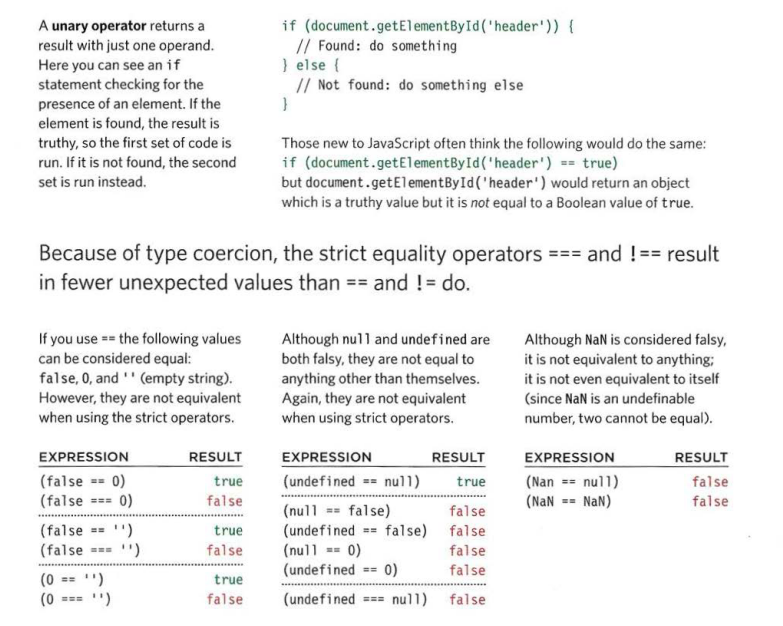 A unary operator returns a
result with just one operand.
Here you can see an if
statement checking for the
presence of an element. If the
element is found, the result is
truthy, so the first set of code is
run. If it is not found, the second
set is run instead.
if (document.getElementById('header')) {
// Found: do something
} else {
// Not found: do something else
}
Those new to JavaScript often think the following would do the same:
if (document.getElementById('header') == true)
but document.getElementById('header') would return an object
which is a truthy value but it is not equal to a Boolean value of true.
Because of type coercion, the strict equality operators === and !== result
in fewer unexpected values than == and != do.
If you use == the following values
can be considered equal:
false, 0, and '' (empty string).
However, they are not equivalent
when using the strict operators.
EXPRESSION RESULT
(false == 0) true
(false === 0) false
(false == '') true
(false === '') false
(0 == '') true
(0 === '') false
Although null and undefined are
both falsy, they are not equal to
anything other than themselves.
Again, they are not equivalent
when using strict operators.
EXPRESSION RESULT
(undefined == null) true
(null == false) false
(undefined == false) false
(null == 0) false
(undefined == 0) false
(undefined === null) false
Although NaN is considered falsy,
it is not equivalent to anything;
it is not even equivalent to itself
(since NaN is an undefinable
number, two cannot be equal).
EXPRESSION RESULT
(Nan == null) false
(NaN == NaN) false